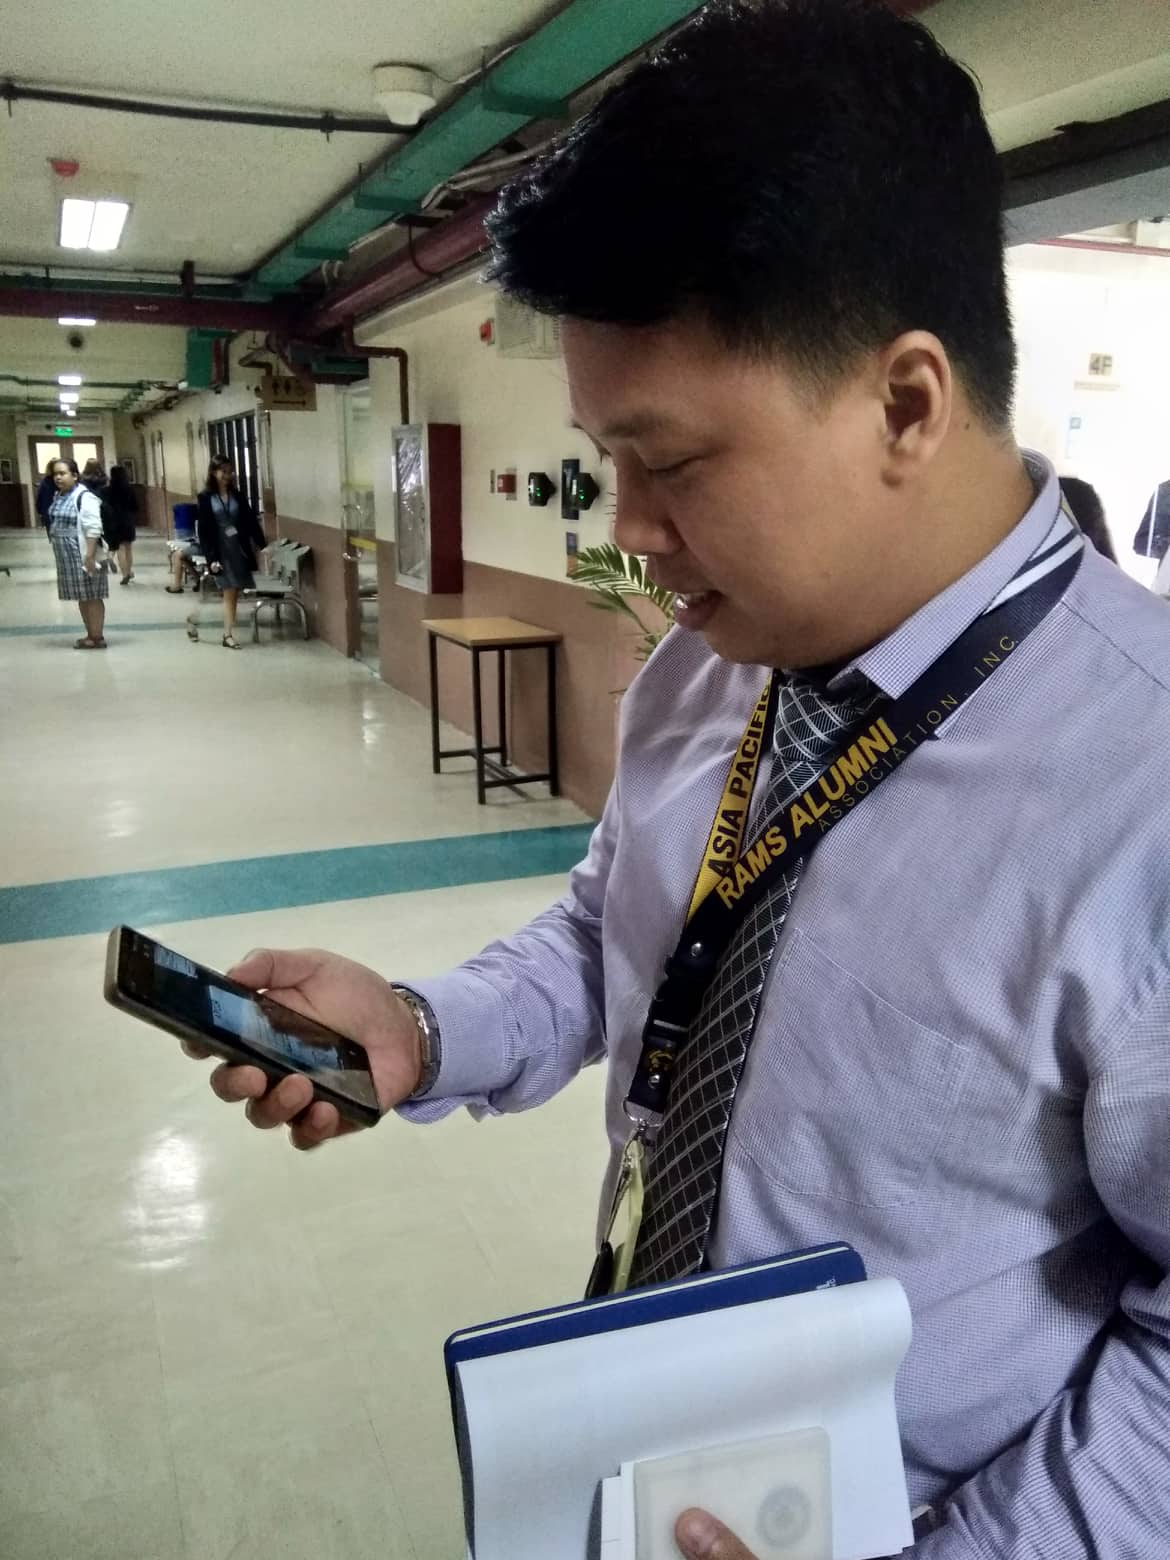 4F
ASIA PACIFIC
RAMS ALUMNI
ASSOCIATION, INC